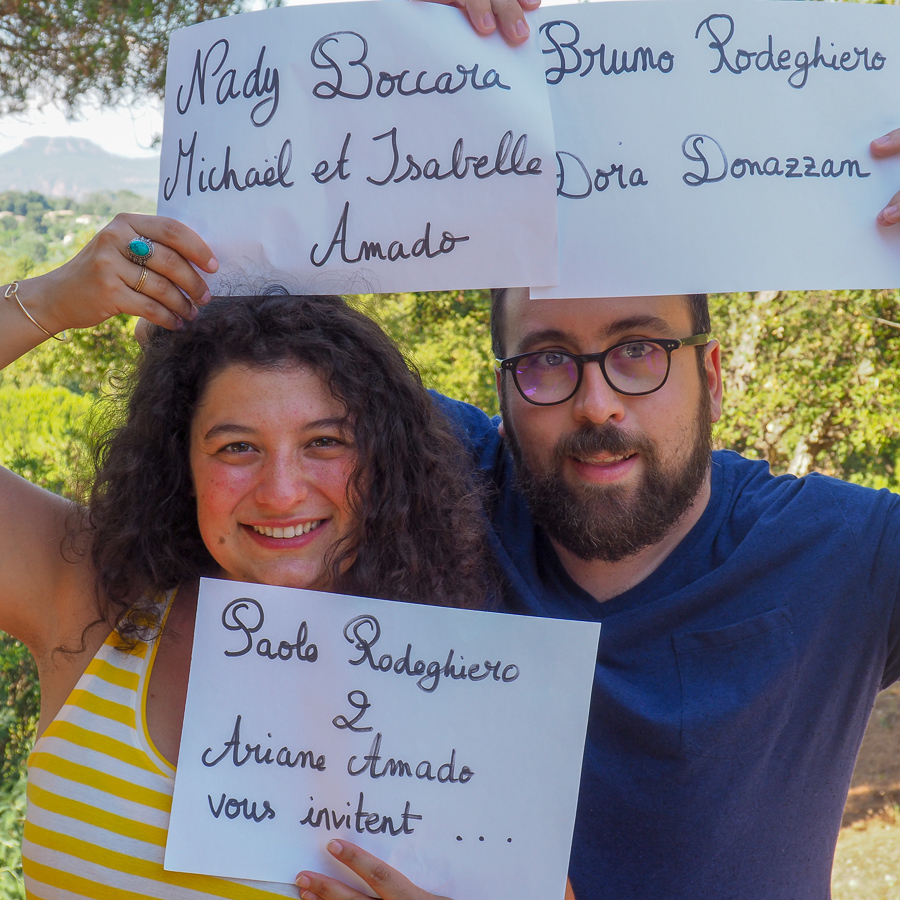 Nady Boccara
Michaël et Isabelle
Amado
Bruno Rodeghiero
Dora Donazzan
Paolo Rodeghiero
&
Ariane Amado
vous invitent ...